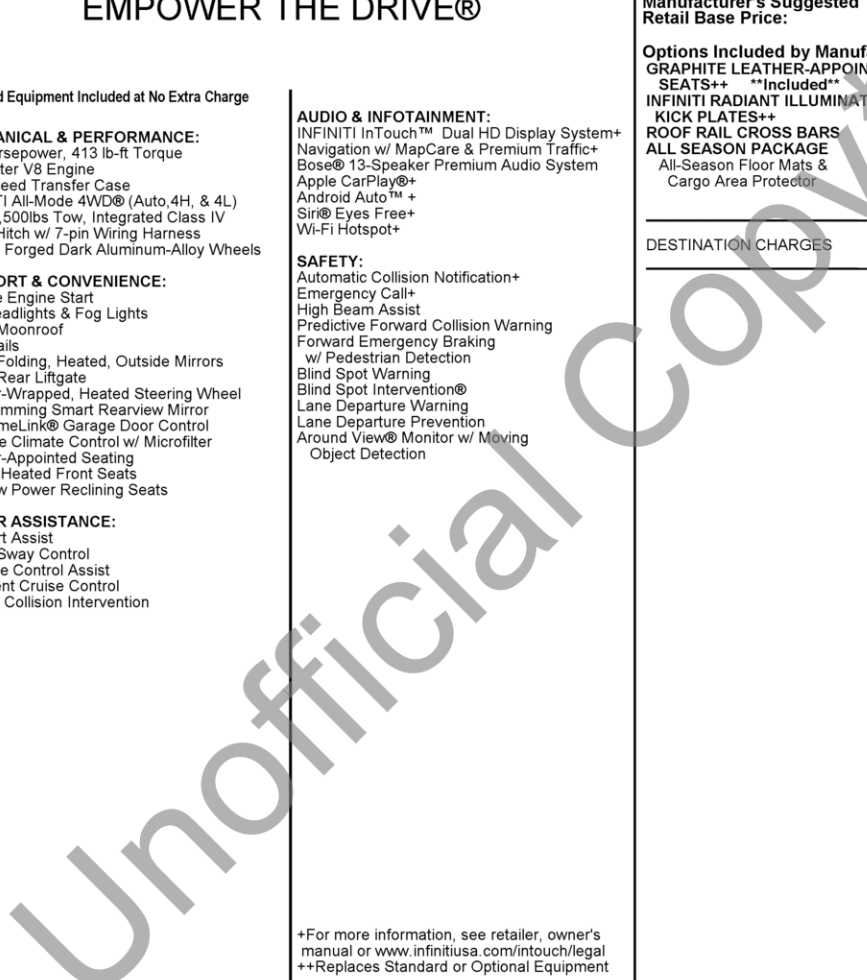 EMPOWER THE DRIVE®
d Equipment Included at No Extra Charge
ANICAL & PERFORMANCE:
rsepower, 413 lb-ft Torque
ter V8 Engine
eed Transfer Case
TI All-Mode 4WD® (Auto,4H, & 4L)
,500lbs Tow, Integrated Class IV
Hitch w/ 7-pin Wiring Harness
Forged Dark Aluminum-Alloy Wheels
ORT & CONVENIENCE:
e Engine Start
eadlights & Fog Lights
Moonroof
ails
Folding, Heated, Outside Mirrors
Rear Liftgate
r-Wrapped, Heated Steering Wheel
mming Smart Rearview Mirror
meLink® Garage Door Control
e Climate Control w/ Microfilter
r-Appointed Seating
Heated Front Seats
w Power Reclining Seats
R ASSISTANCE:
rt Assist
Sway Control
e Control Assist
ent Cruise Control
Collision Intervention
AUDIO & INFOTAINMENT:
INFINITI InTouch™ Dual HD Display System+
Navigation w/ MapCare & Premium Traffic+
Bose® 13-Speaker Premium Audio System
Apple CarPlay®+
Android Auto™ +
Siri® Eyes Free+
Wi-Fi Hotspot+
SAFETY:
Automatic Collision Notification+
Emergency Call+
High Beam Assist
Predictive Forward Collision Warning
Forward Emergency Braking
w/ Pedestrian Detection
Blind Spot Warning
Blind Spot Intervention®
Lane Departure Warning
Lane Departure Prevention
Around View® Monitor w/ Moving
Object Detection
+For more information, see retailer, owner's
manual or www.infinitiusa.com/intouch/legal
++Replaces Standard or Optional Equipment
Manufacturer's Suggested
Retail Base Price:
Options Included by Manufa
GRAPHITE LEATHER-APPOIN
SEATS++ **Included**
INFINITI RADIANT ILLUMINAT
KICK PLATES++
ROOF RAIL CROSS BARS
ALL SEASON PACKAGE
All-Season Floor Mats &
Cargo Area Protector
DESTINATION CHARGES
Unofficial Copy